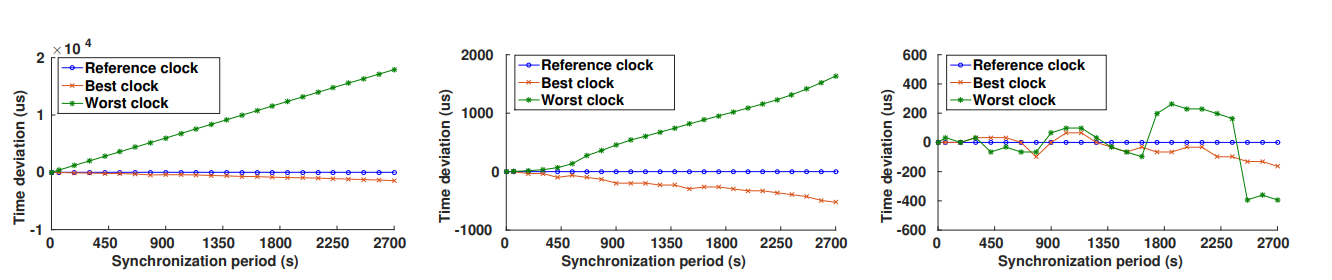 × 10 4
2
1
0
-1
Time deviation (us)
Reference clock
Best clock
Worst clock
0 450 900 1350 1800 2250 2700
Synchronization period (s)
2000
1000
0
-1000
Time deviation (us)
Reference clock
Best clock
Worst clock
0 450 900 1350 1800 2250 2700
Synchronization period (s)
600
400
200
0
-200
-400
-600
Time deviation (us)
Reference clock
Best clock
Worst clock
0 450 900 1350 1800 2250 2700
Synchronization period (s)